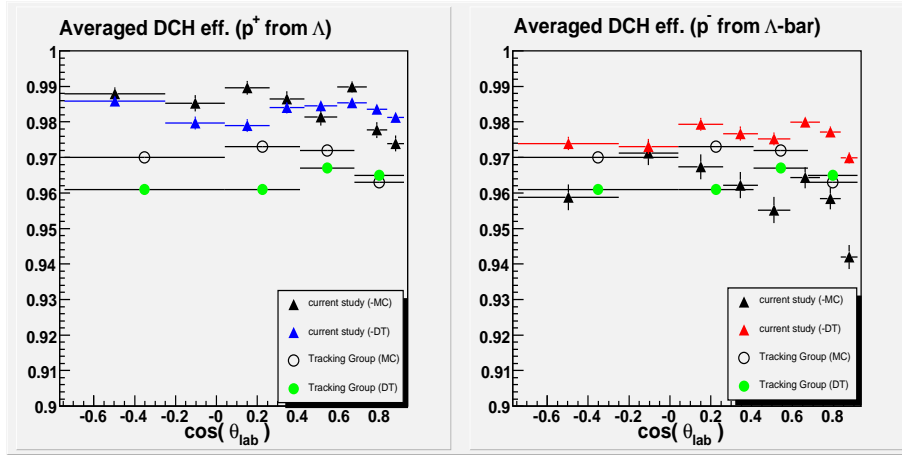 Averaged DCH eff. (p+ from Λ)
1
0.99
0.98
0.97
0.96
0.95
0.94
0.93
0.92
0.91
0.9
current study (-MC)
current study (-DT)
Tracking Group (MC)
Tracking Group (DT)
-0.6 -0.4 -0.2 -0 0.2 0.4 0.6 0.8
cos( θlab )
Averaged DCH eff. (p- from Λ-bar)
1
0.99
0.98
0.97
0.96
0.95
0.94
0.93
0.92
0.91
0.9
current study (-MC)
current study (-DT)
Tracking Group (MC)
Tracking Group (DT)
-0.6 -0.4 -0.2 -0 0.2 0.4 0.6 0.8
cos( θlab )